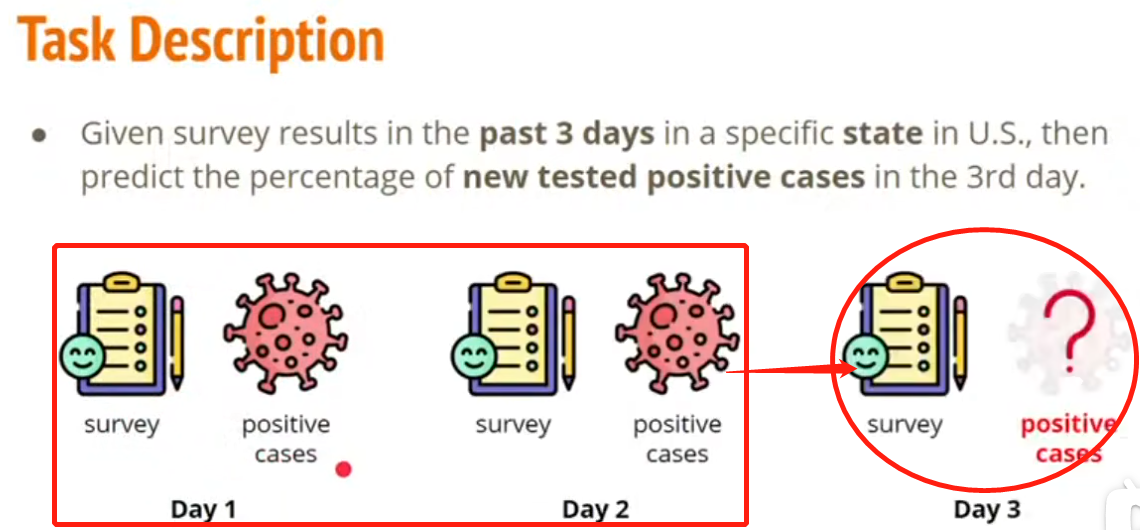 Task Description
● Given survey results in the past 3 days in a specific state in U.S., then
predict the percentage of new tested positive cases in the 3rd day.
?
survey positive survey positive survey positive
cases cases cases
Day 1 Day 2 Day 3